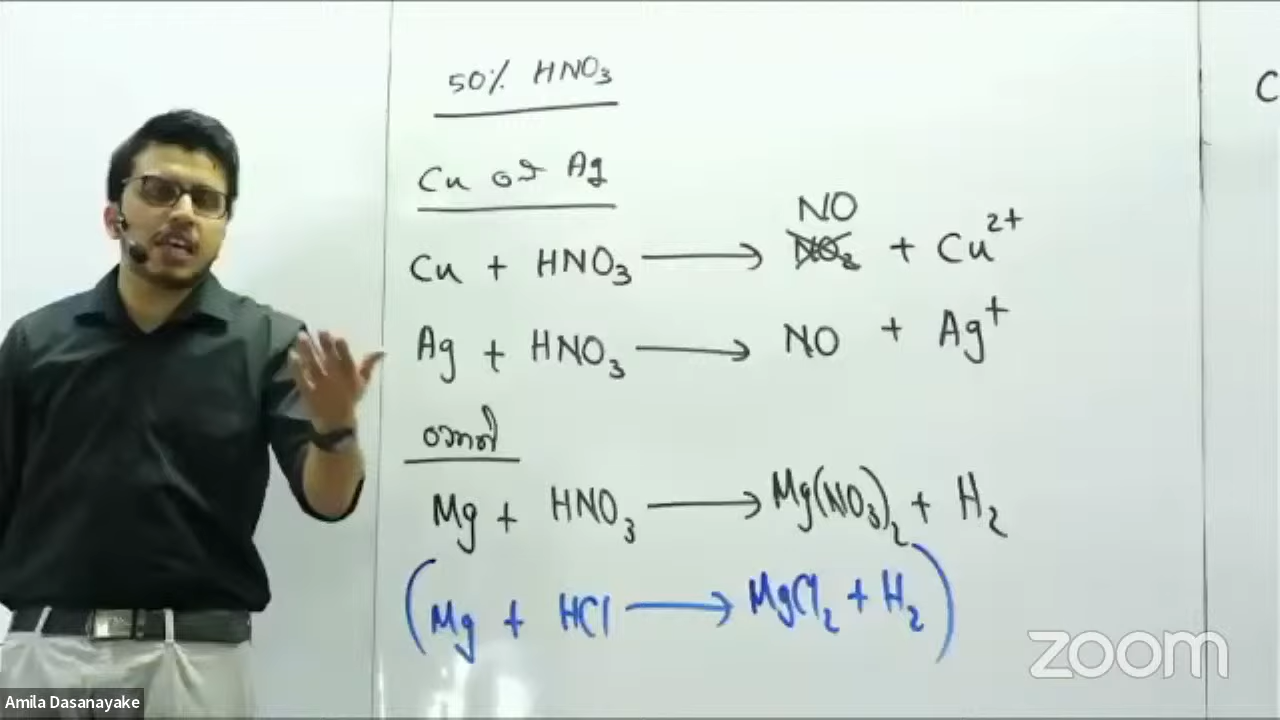 50% HNO₃
Cu Ag
NO
Cu + HNO₃ ⟶ + Cu²⁺
Ag + HNO₃ ⟶ NO + Ag⁺
Mg + HNO₃ ⟶ Mg(NO₃)₂ + H₂
(Mg + HCl ⟶ MgCl₂ + H₂)
C
zoom
Amila Dasanayake